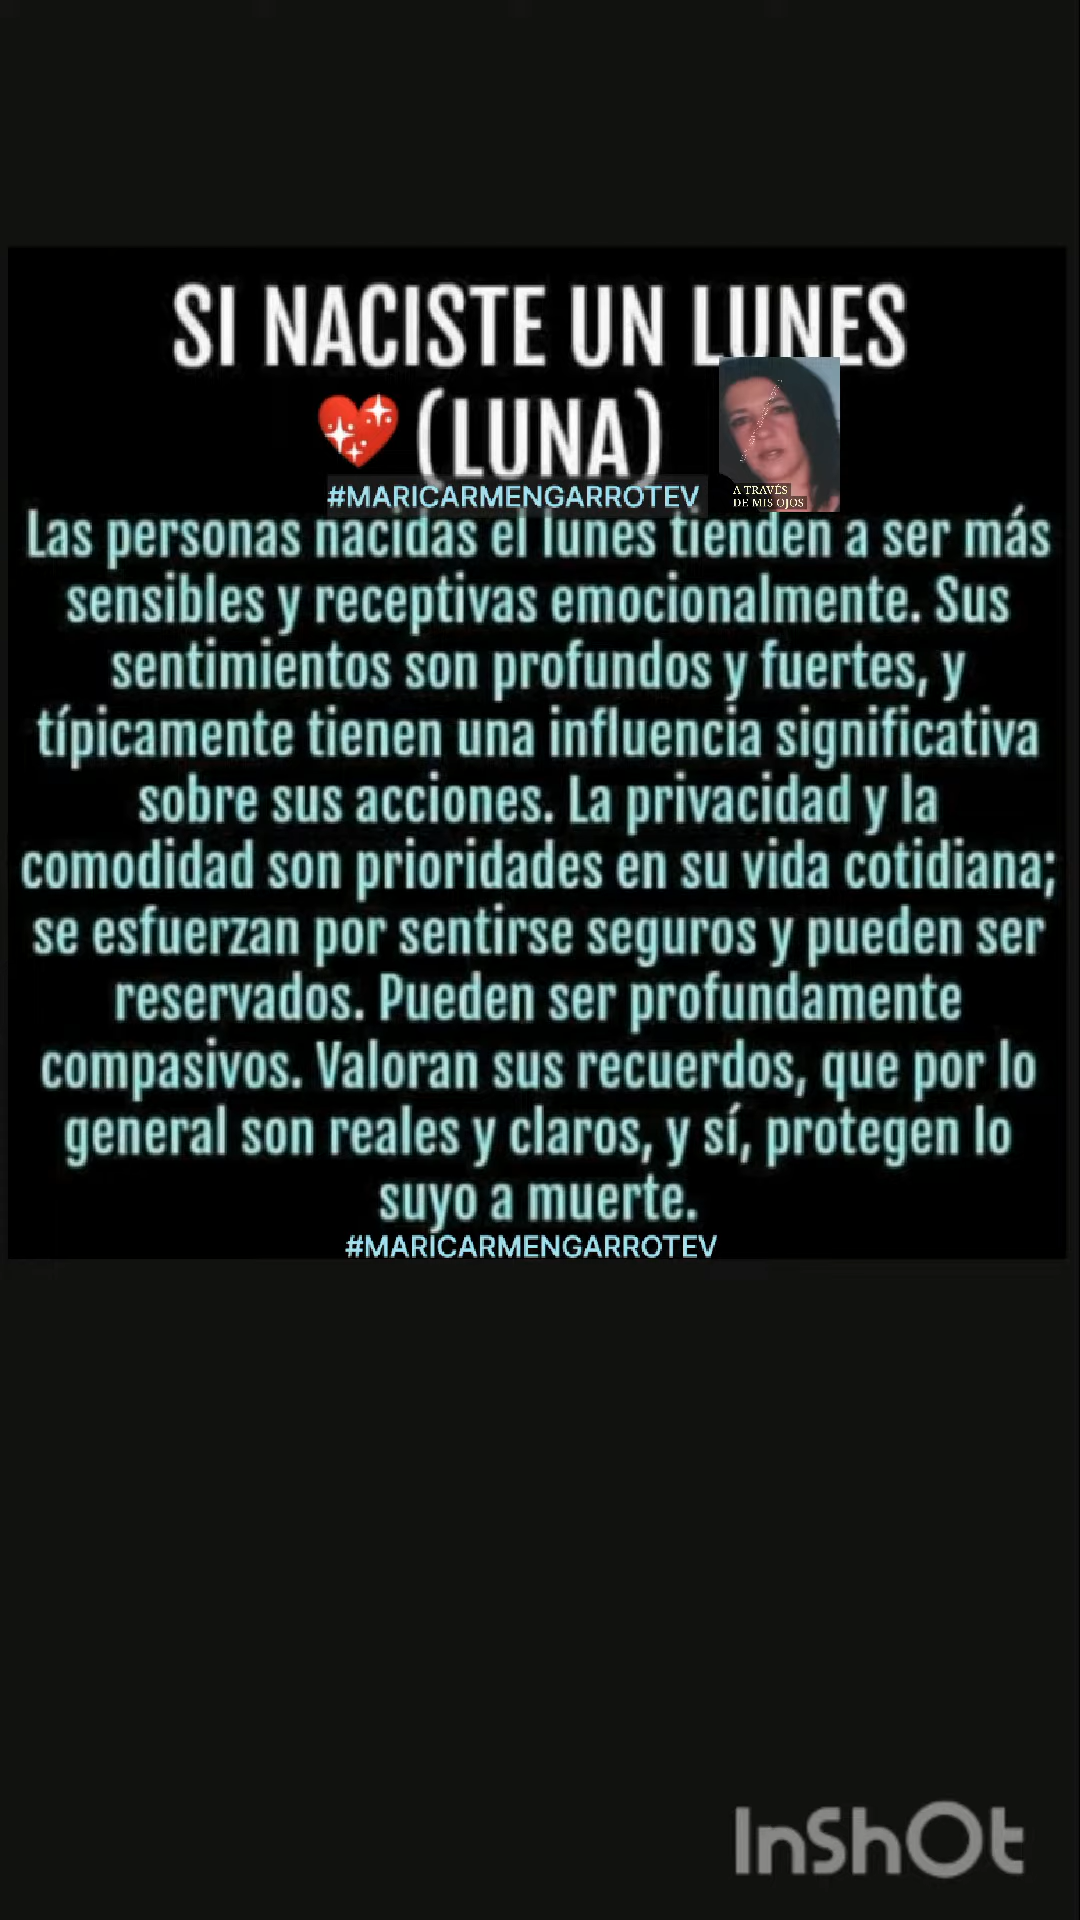 SI NACISTE UN LUNES
💖 (LUNA)
A TRAVÉS
DE MIS OJOS
#MARICARMENGARROTEV
Las personas nacidas el lunes tienden a ser más
sensibles y receptivas emocionalmente. Sus
sentimientos son profundos y fuertes, y
típicamente tienen una influencia significativa
sobre sus acciones. La privacidad y la
comodidad son prioridades en su vida cotidiana;
se esfuerzan por sentirse seguros y pueden ser
reservados. Pueden ser profundamente
compasivos. Valoran sus recuerdos, que por lo
general son reales y claros, y sí, protegen lo
suyo a muerte.
#MARICARMENGARROTEV
InShOt